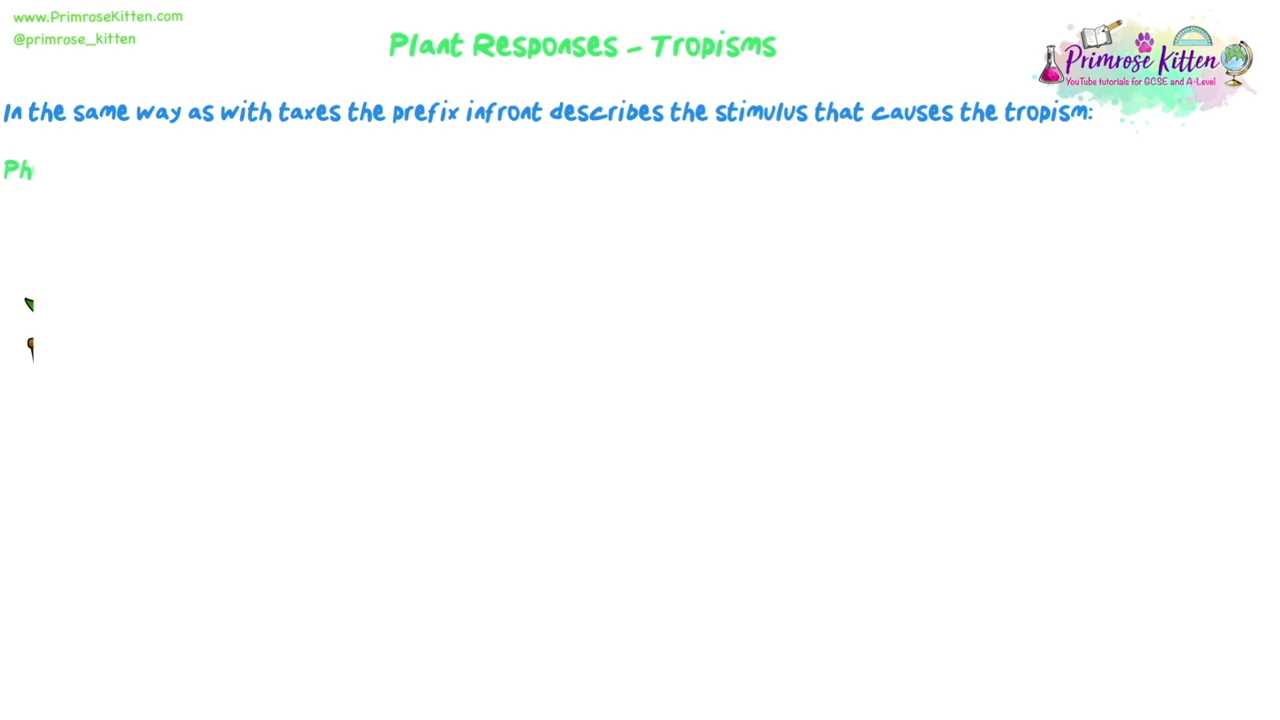 www.PrimroseKitten.com
@primrose_kitten
Plant Responses - Tropisms
Primrose Kitten
YouTube tutorials for GCSE and A-Level
In the same way as with taxes the prefix infront describes the stimulus that causes the tropism:
Ph